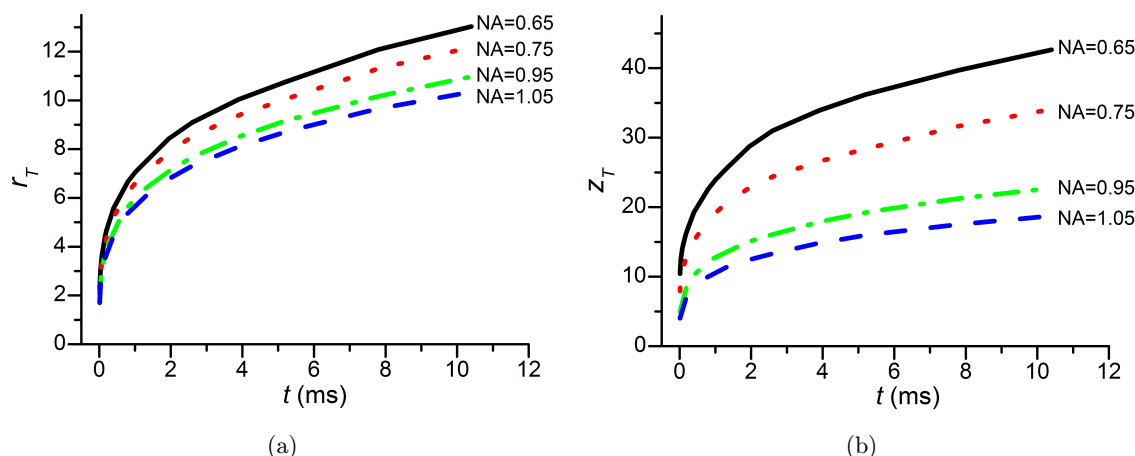 12
10
8
6
4
2
0
r_T
NA=0.65
NA=0.75
NA=0.95
NA=1.05
0 2 4 6 8 10 12
t (ms)
(a)
40
30
20
10
0
z_T
NA=0.65
NA=0.75
NA=0.95
NA=1.05
0 2 4 6 8 10 12
t (ms)
(b)